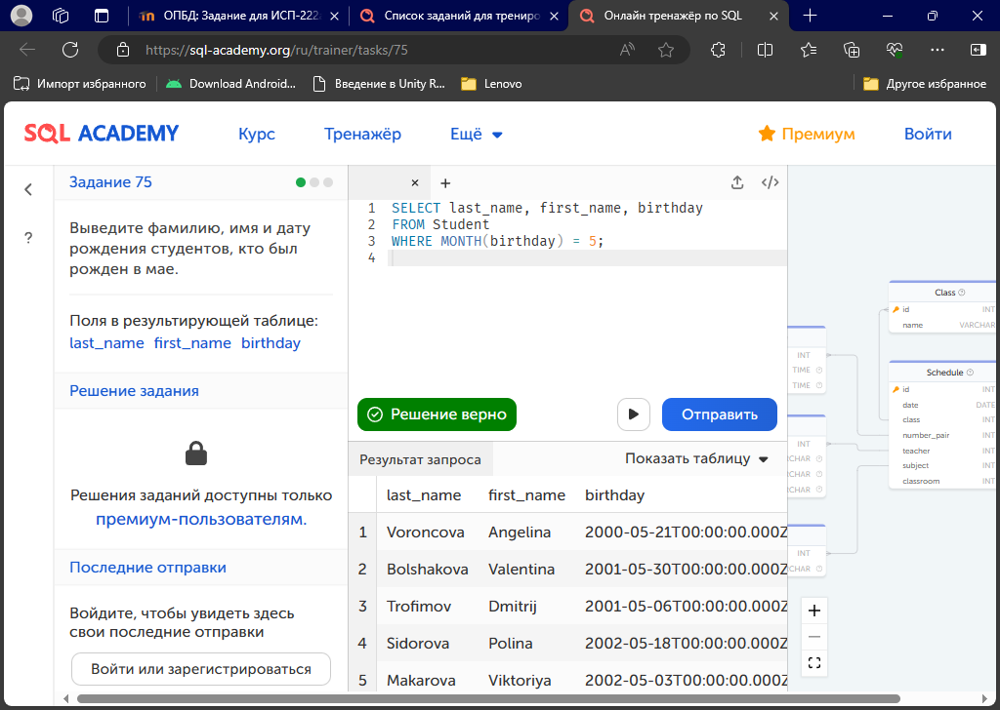 ОПБД: Задание для ИСП-222
Список заданий для трениро
Онлайн тренажёр по SQL
https://sql-academy.org/ru/trainer/tasks/75
Импорт избранного
Download Android...
Введение в Unity R...
Lenovo
Другое избранное
SQL ACADEMY
Курс
Тренажёр
Ещё
Премиум
Войти
Задание 75
Выведите фамилию, имя и дату
рождения студентов, кто был
рожден в мае.
Поля в результирующей таблице:
last_name first_name birthday
Решение задания
Решения заданий доступны только
премиум-пользователям.
Последние отправки
Войдите, чтобы увидеть здесь
свои последние отправки
Войти или зарегистрироваться
1 SELECT last_name, first_name, birthday
2 FROM Student
3 WHERE MONTH(birthday) = 5;
4
Решение верно
Отправить
Результат запроса
Показать таблицу
last_name first_name birthday
1 Voroncova Angelina 2000-05-21T00:00:00.000Z
2 Bolshakova Valentina 2001-05-30T00:00:00.000Z
3 Trofimov Dmitrij 2001-05-06T00:00:00.000Z
4 Sidorova Polina 2002-05-18T00:00:00.000Z
5 Makarova Viktoriya 2002-05-03T00:00:00.000Z
INT
TIME
TIME
INT
RCHAR
RCHAR
RCHAR
INT
CHAR
Class
id INT
name VARCHAR
Schedule
id INT
date DATE
class INT
number_pair INT
teacher INT
subject INT
classroom INT